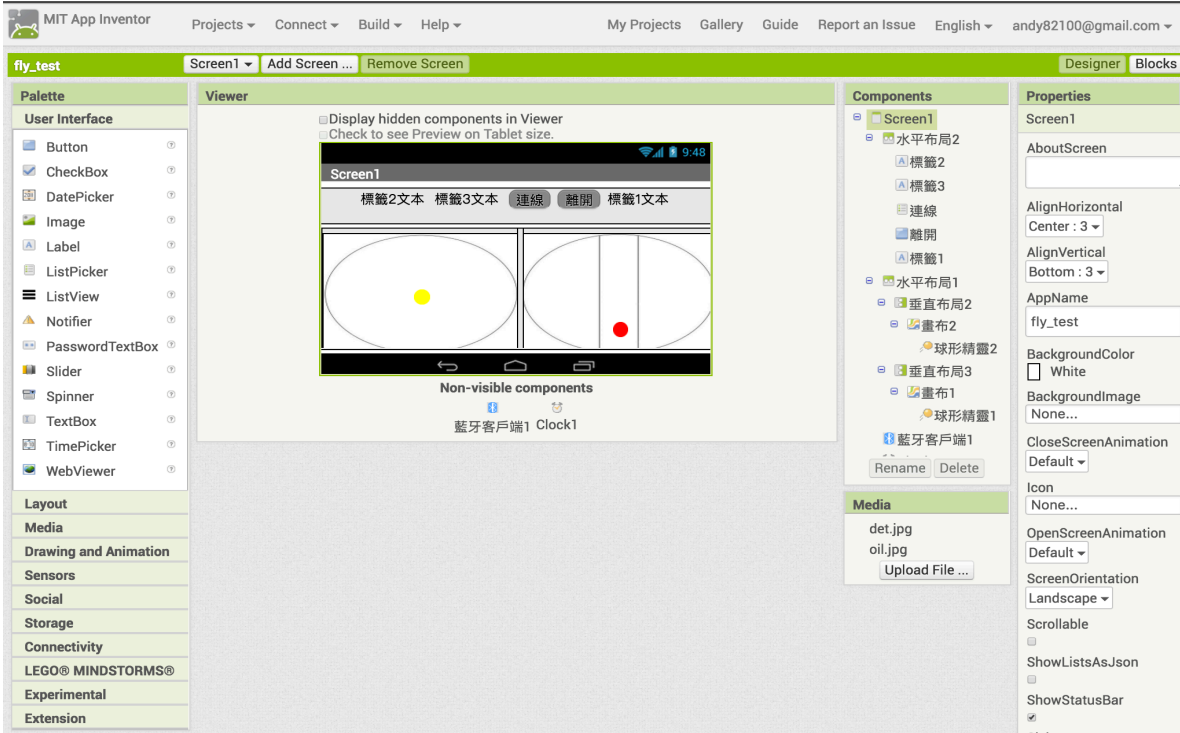 MIT App Inventor
Projects Connect Build Help My Projects Gallery Guide Report an Issue English andy82100@gmail.com
fly_test Screen1 Add Screen ... Remove Screen Designer Blocks
Palette
User Interface
Button
CheckBox
DatePicker
Image
Label
ListPicker
ListView
Notifier
PasswordTextBox
Slider
Spinner
TextBox
TimePicker
WebViewer
Layout
Media
Drawing and Animation
Sensors
Social
Storage
Connectivity
LEGO® MINDSTORMS®
Experimental
Extension
Viewer
Display hidden components in Viewer
Check to see Preview on Tablet size.
9:48
Screen1
標籤2文本 標籤3文本 連線 離開 標籤1文本
Non-visible components
藍牙客戶端1 Clock1
Components
Screen1
水平布局2
標籤2
標籤3
連線
離開
標籤1
水平布局1
垂直布局2
畫布2
球形精靈2
垂直布局3
畫布1
球形精靈1
藍牙客戶端1
Rename Delete
Media
det.jpg
oil.jpg
Upload File ...
Properties
Screen1
AboutScreen
AlignHorizontal
Center : 3
AlignVertical
Bottom : 3
AppName
fly_test
BackgroundColor
White
BackgroundImage
None...
CloseScreenAnimation
Default
Icon
None...
OpenScreenAnimation
Default
ScreenOrientation
Landscape
Scrollable
ShowListsAsJson
ShowStatusBar